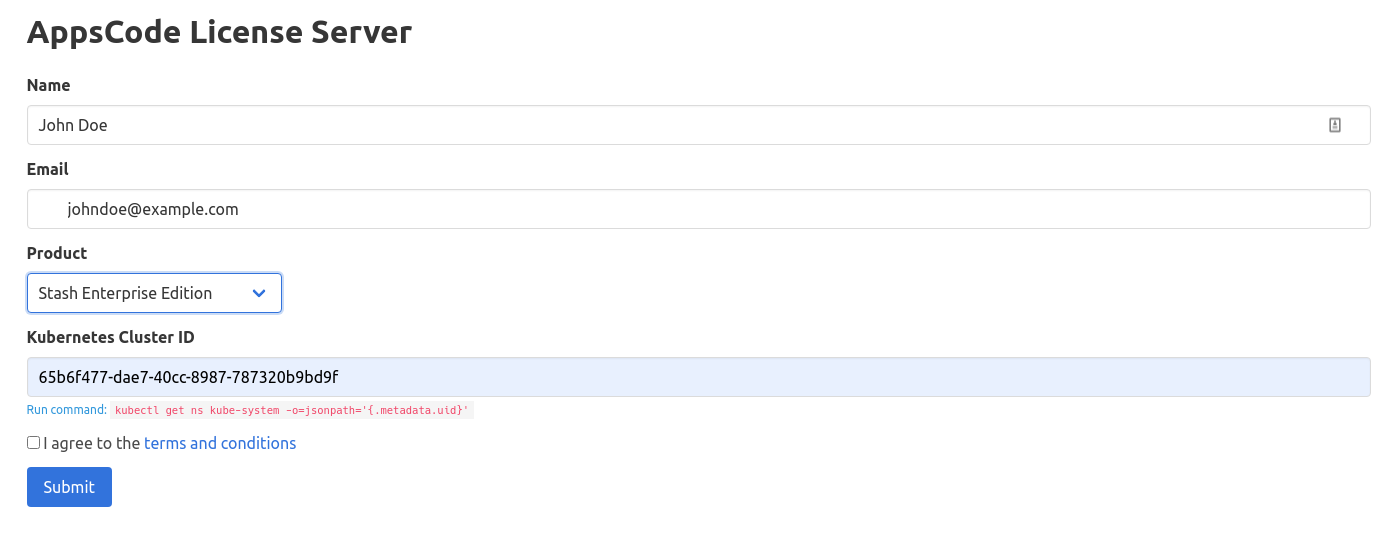 AppsCode License Server
Name
John Doe
Email
johndoe@example.com
Product
Stash Enterprise Edition
Kubernetes Cluster ID
65b6f477-dae7-40cc-8987-787320b9bd9f
Run command: kubectl get ns kube-system -o=jsonpath='{.metadata.uid}'
I agree to the terms and conditions
Submit